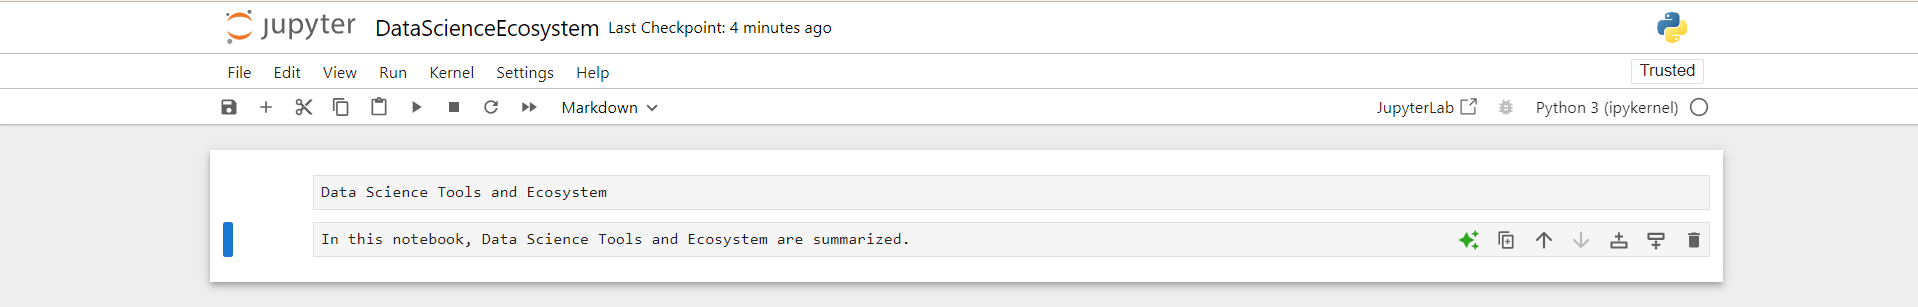 jupyter DataScienceEcosystem Last Checkpoint: 4 minutes ago
File Edit View Run Kernel Settings Help Trusted
Markdown JupyterLab Python 3 (ipykernel)
Data Science Tools and Ecosystem
In this notebook, Data Science Tools and Ecosystem are summarized.